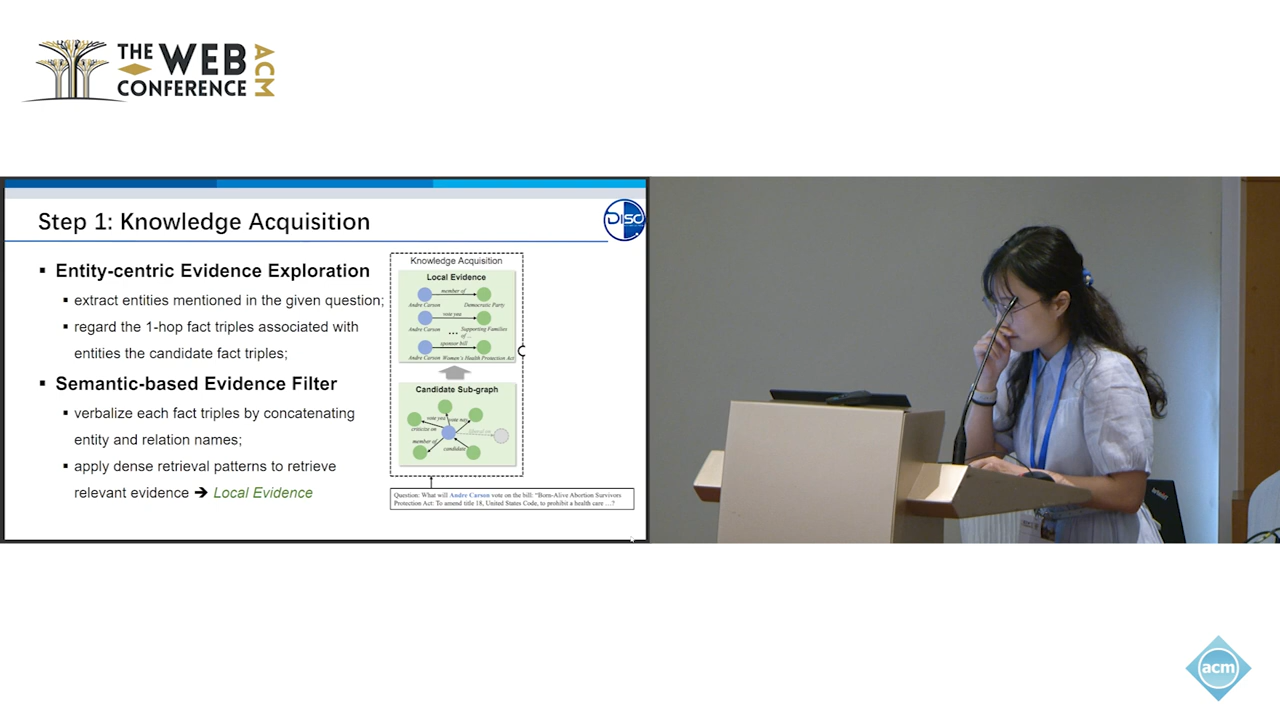 THE WEB
CONFERENCE
ACM
Step 1: Knowledge Acquisition
DISC
▪ Entity-centric Evidence Exploration
▪ extract entities mentioned in the given question;
▪ regard the 1-hop fact triples associated with
entities the candidate fact triples;
▪ Semantic-based Evidence Filter
▪ verbalize each fact triples by concatenating
entity and relation names;
▪ apply dense retrieval patterns to retrieve
relevant evidence ➔ Local Evidence
Knowledge Acquisition
Local Evidence
member of
Andre Carson
Democratic Party
vote yea
Andre Carson
... Supporting Families
of ...
sponsor bill
Andre Carson Women's Health Protection Act
Candidate Sub-graph
vote yea
vote nay
criticize on
member of
candidate
Question: What will Andre Carson vote on the bill: "Born-Alive Abortion Survivors
Protection Act: To amend title 18, United States Code, to prohibit a health care ...?
acm